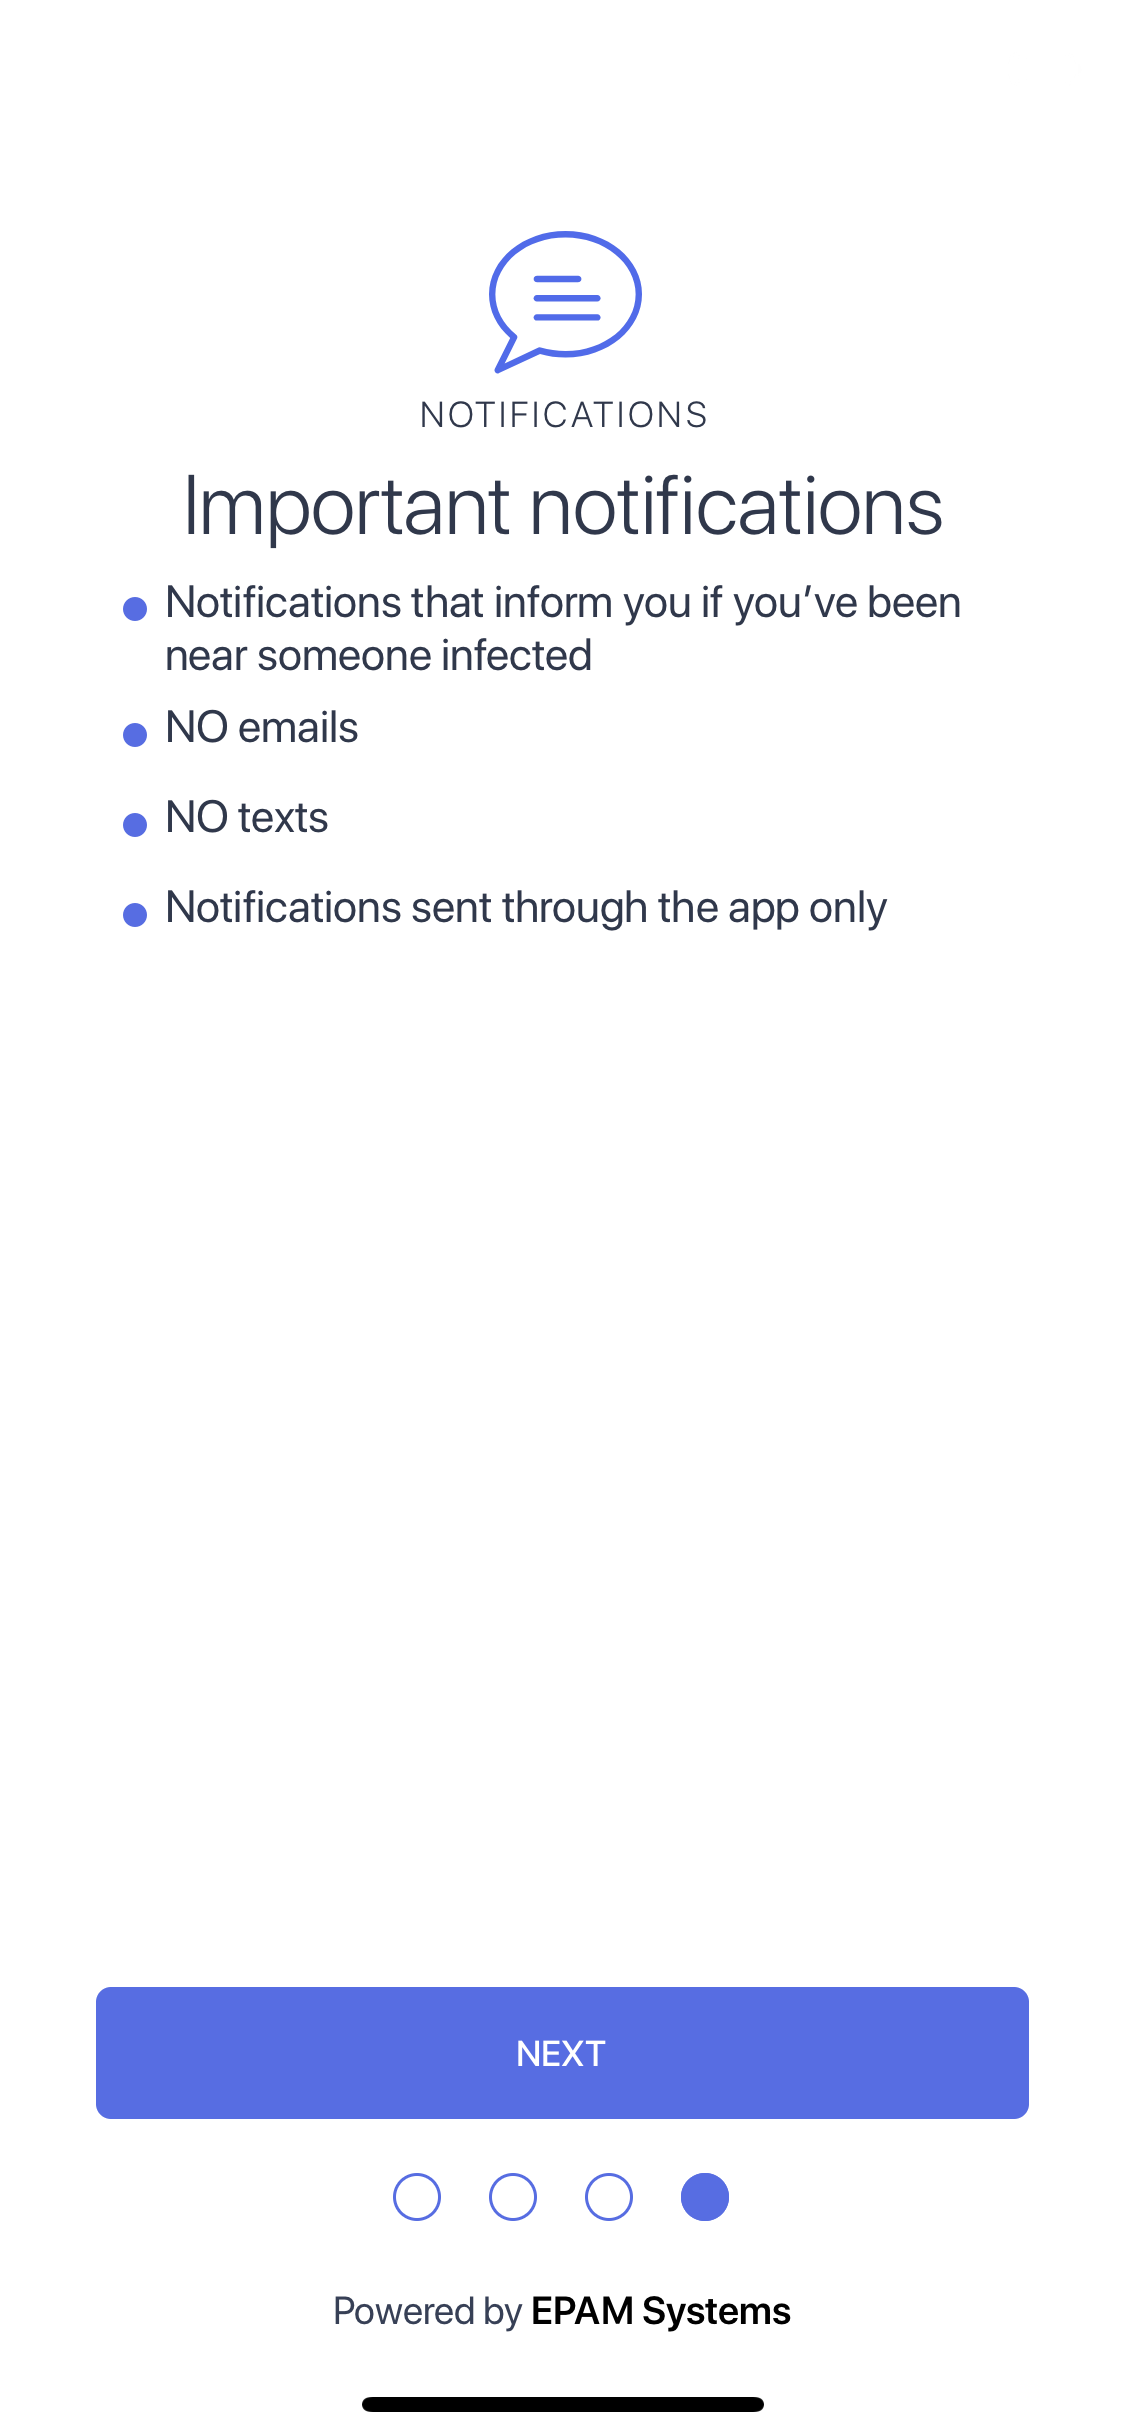 NOTIFICATIONS
Important notifications
Notifications that inform you if you’ve been
near someone infected
NO emails
NO texts
Notifications sent through the app only
NEXT
Powered by EPAM Systems